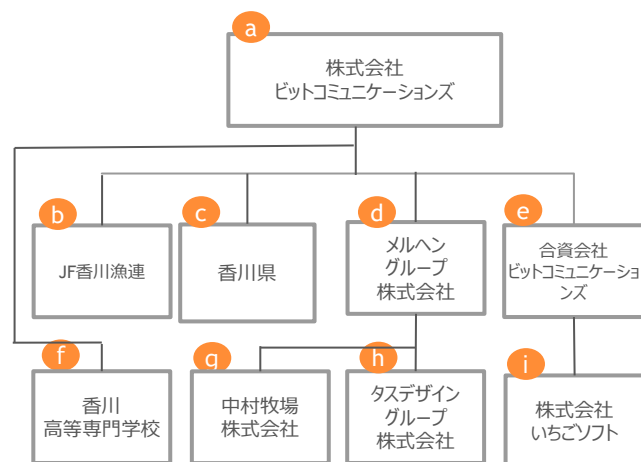 a
株式会社
ビットコミュニケーションズ
b
JF香川漁連
c
香川県
d
メルヘン
グループ
株式会社
e
合資会社
ビットコミュニケーショ
ンズ
f
香川
高等専門学校
g
中村牧場
株式会社
h
タスデザイン
グループ
株式会社
i
株式会社
いちごソフト